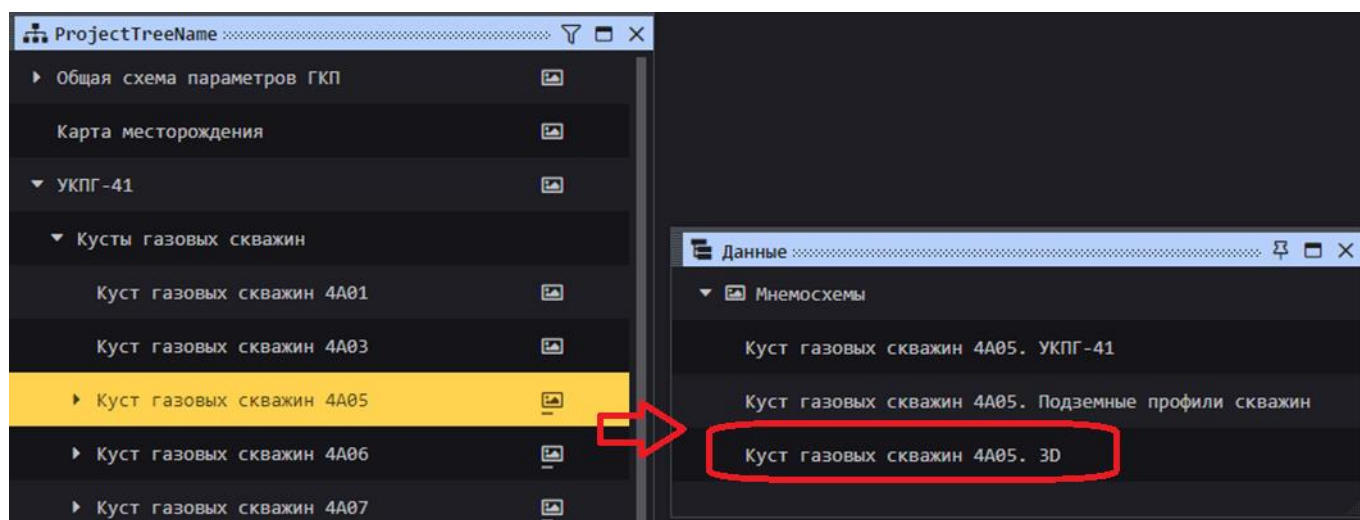 ProjectTreeName
Общая схема параметров ГКП
Карта месторождения
УКПГ-41
Кусты газовых скважин
Куст газовых скважин 4А01
Куст газовых скважин 4А03
Куст газовых скважин 4А05
Куст газовых скважин 4А06
Куст газовых скважин 4А07
Данные
Мнемосхемы
Куст газовых скважин 4А05. УКПГ-41
Куст газовых скважин 4А05. Подземные профили скважин
Куст газовых скважин 4А05. 3D